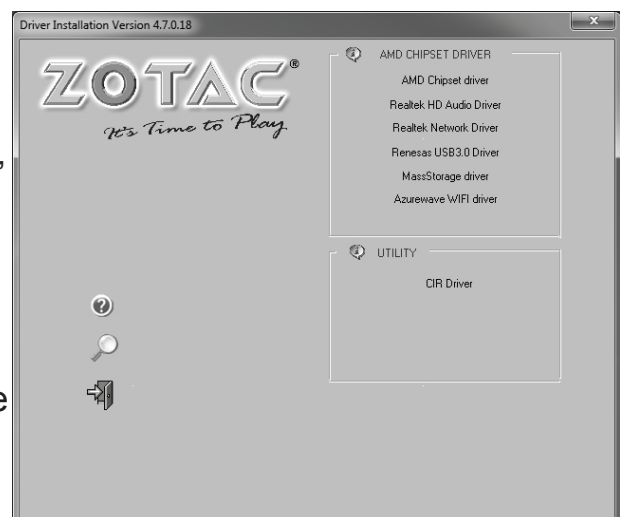 Driver Installation Version 4.7.0.18
x
ZOTAC®
It's Time to Play
AMD CHIPSET DRIVER
AMD Chipset driver
Realtek HD Audio Driver
Realtek Network Driver
Renesas USB3.0 Driver
MassStorage driver
Azurewave WIFI driver
UTILITY
CIR Driver
?
,
e